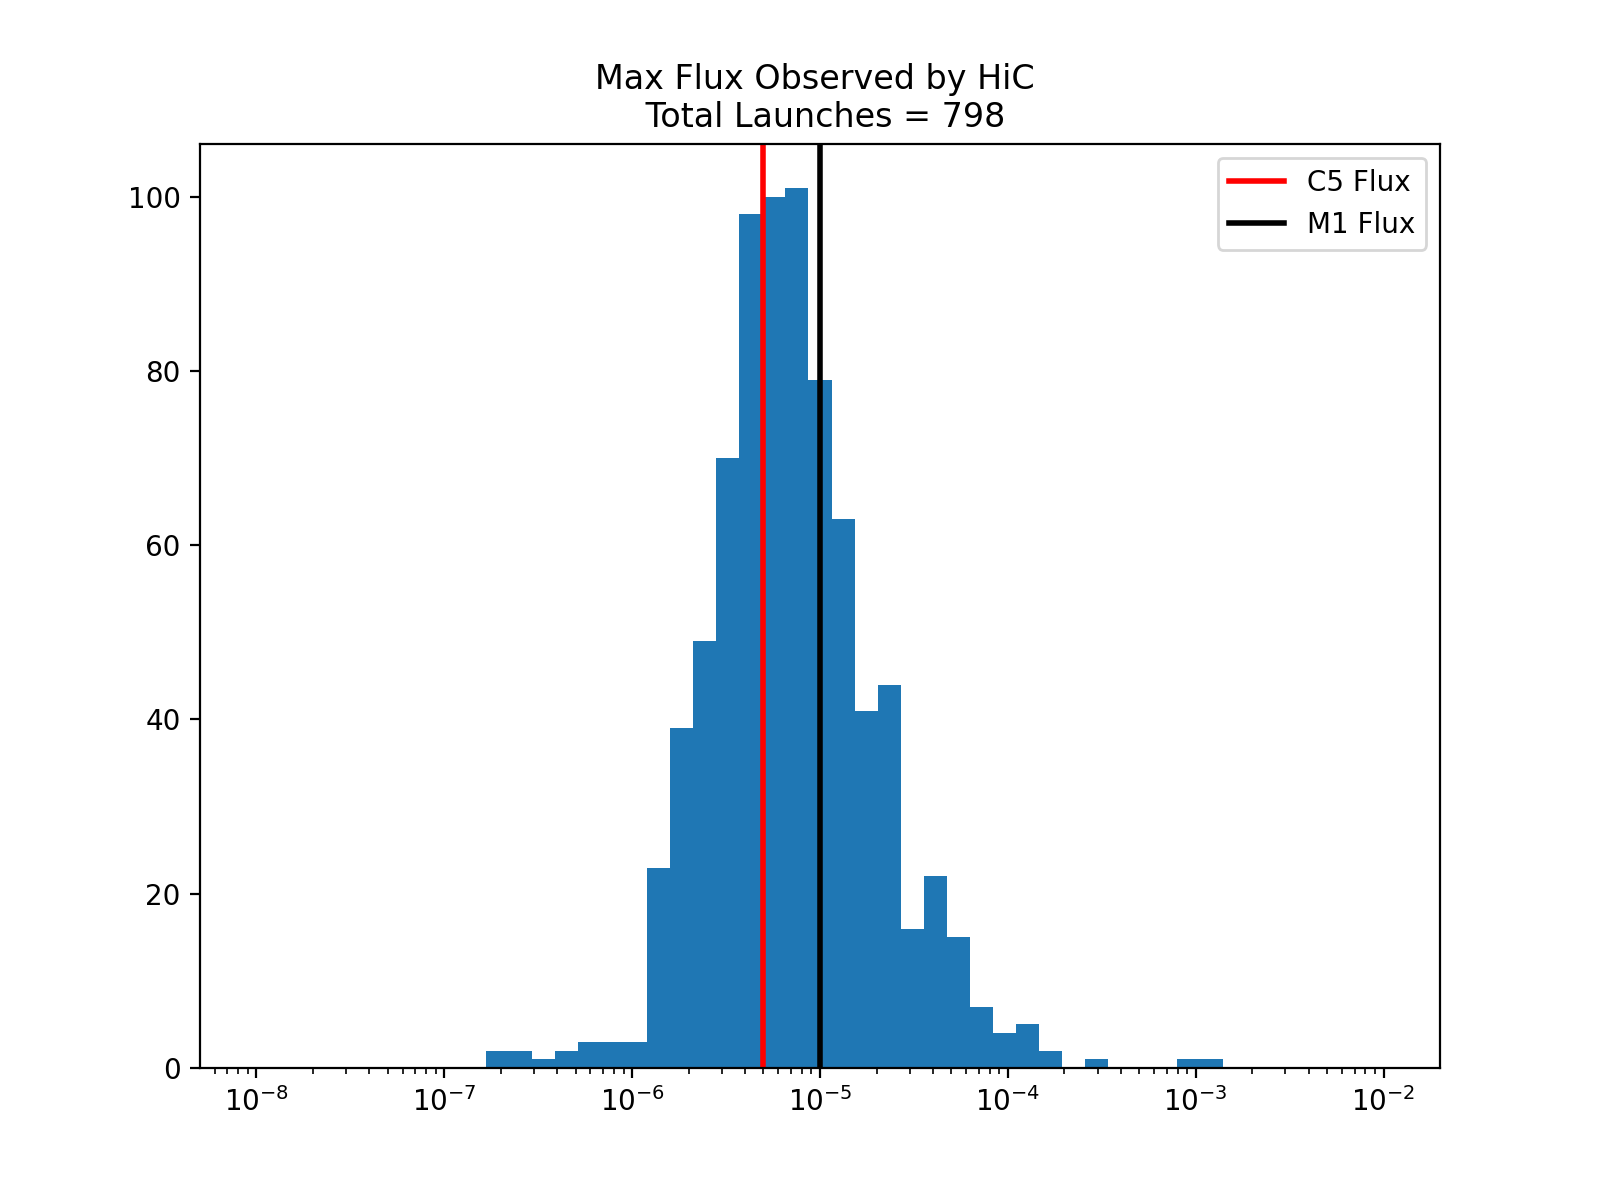 Max Flux Observed by HiC
Total Launches = 798
C5 Flux
M1 Flux
100
80
60
40
20
0
10⁻⁸ 10⁻⁷ 10⁻⁶ 10⁻⁵ 10⁻⁴ 10⁻³ 10⁻²